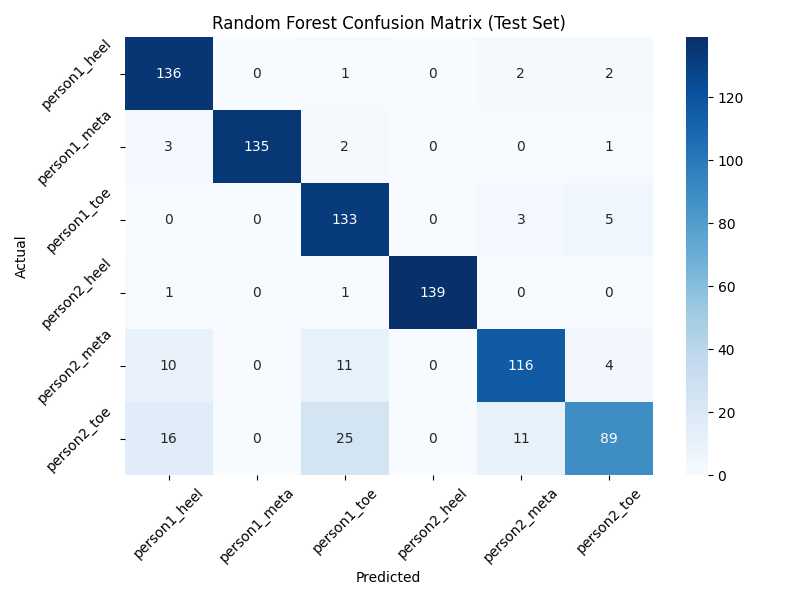 Random Forest Confusion Matrix (Test Set)
person1_heel 136 0 1 0 2 2
person1_meta 3 135 2 0 0 1
person1_toe 0 0 133 0 3 5
person2_heel 1 0 1 139 0 0
person2_meta 10 0 11 0 116 4
person2_toe 16 0 25 0 11 89
person1_heel person1_meta person1_toe person2_heel person2_meta person2_toe
Predicted
Actual
120
100
80
60
40
20
0